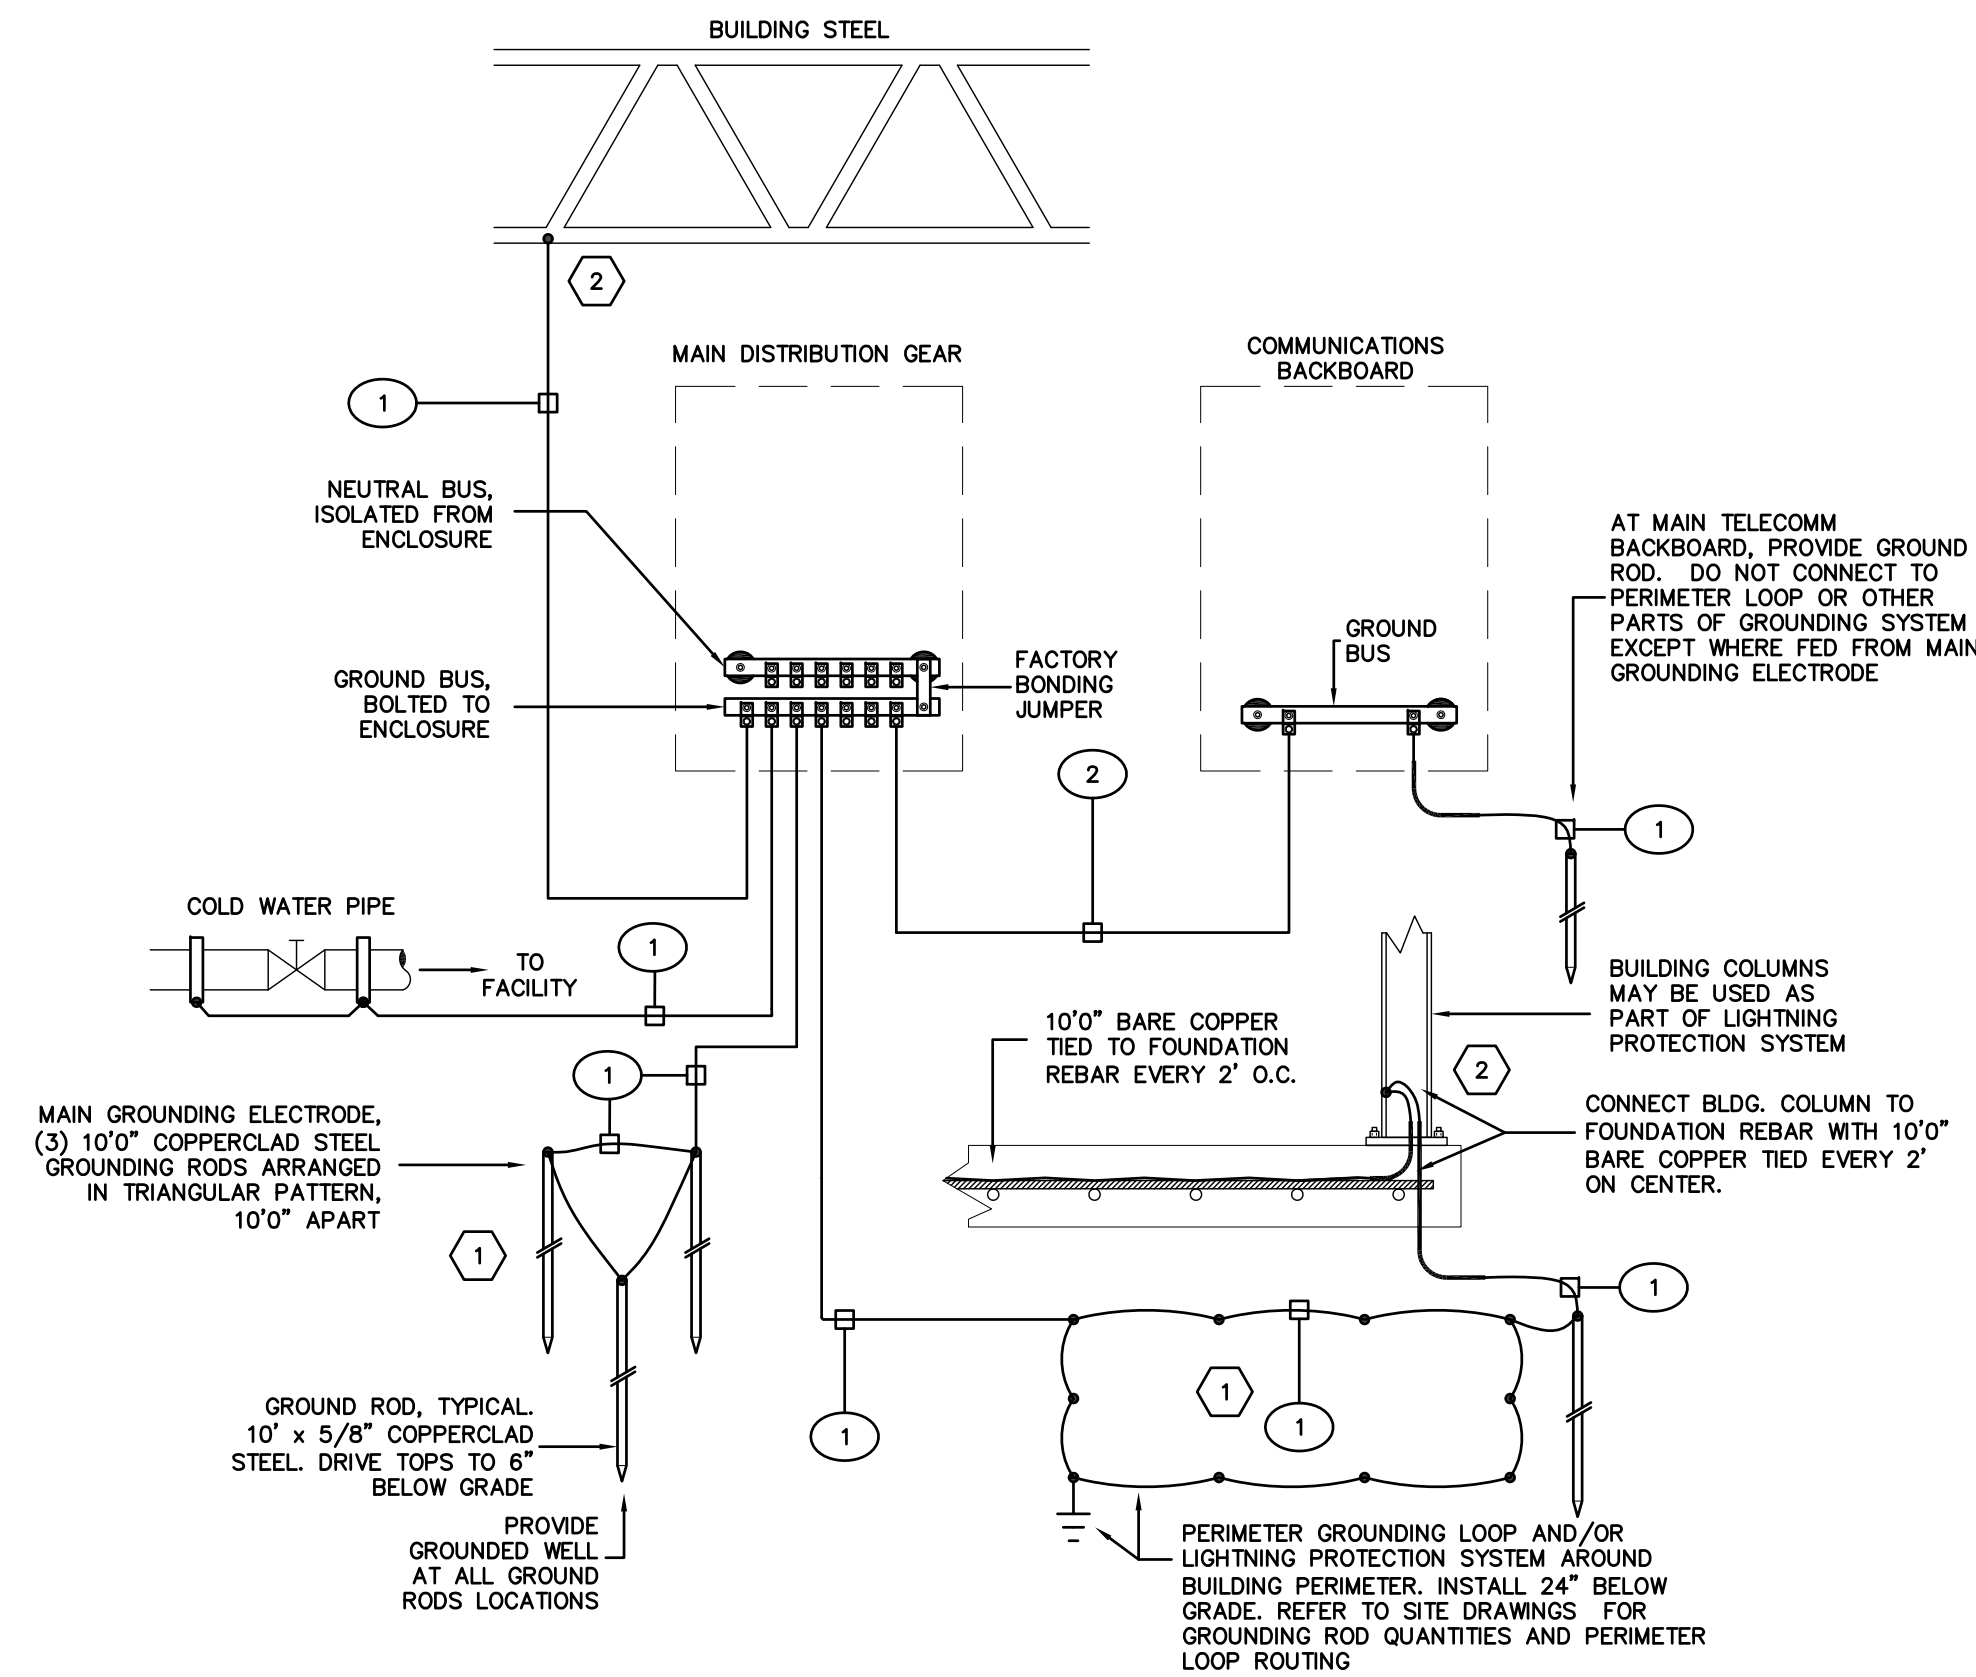 BUILDING STEEL
2
MAIN DISTRIBUTION GEAR
COMMUNICATIONS
BACKBOARD
1
NEUTRAL BUS,
ISOLATED FROM
ENCLOSURE
AT MAIN TELECOMM
BACKBOARD, PROVIDE GROUND
ROD. DO NOT CONNECT TO
PERIMETER LOOP OR OTHER
PARTS OF GROUNDING SYSTEM
EXCEPT WHERE FED FROM MAIN
GROUNDING ELECTRODE
GROUND
BUS
FACTORY
BONDING
JUMPER
GROUND BUS,
BOLTED TO
ENCLOSURE
2
1
COLD WATER PIPE
TO
FACILITY
1
BUILDING COLUMNS
MAY BE USED AS
PART OF LIGHTNING
PROTECTION SYSTEM
10'0" BARE COPPER
TIED TO FOUNDATION
REBAR EVERY 2' O.C.
2
1
MAIN GROUNDING ELECTRODE,
(3) 10'0" COPPERCLAD STEEL
GROUNDING RODS ARRANGED
IN TRIANGULAR PATTERN,
10'0" APART
CONNECT BLDG. COLUMN TO
FOUNDATION REBAR WITH 10'0"
BARE COPPER TIED EVERY 2'
ON CENTER.
1
1
1
1
1
GROUND ROD, TYPICAL.
10' x 5/8" COPPERCLAD
STEEL. DRIVE TOPS TO 6"
BELOW GRADE
PROVIDE
GROUNDED WELL
AT ALL GROUND
RODS LOCATIONS
PERIMETER GROUNDING LOOP AND/OR
LIGHTNING PROTECTION SYSTEM AROUND
BUILDING PERIMETER. INSTALL 24" BELOW
GRADE. REFER TO SITE DRAWINGS FOR
GROUNDING ROD QUANTITIES AND PERIMETER
LOOP ROUTING